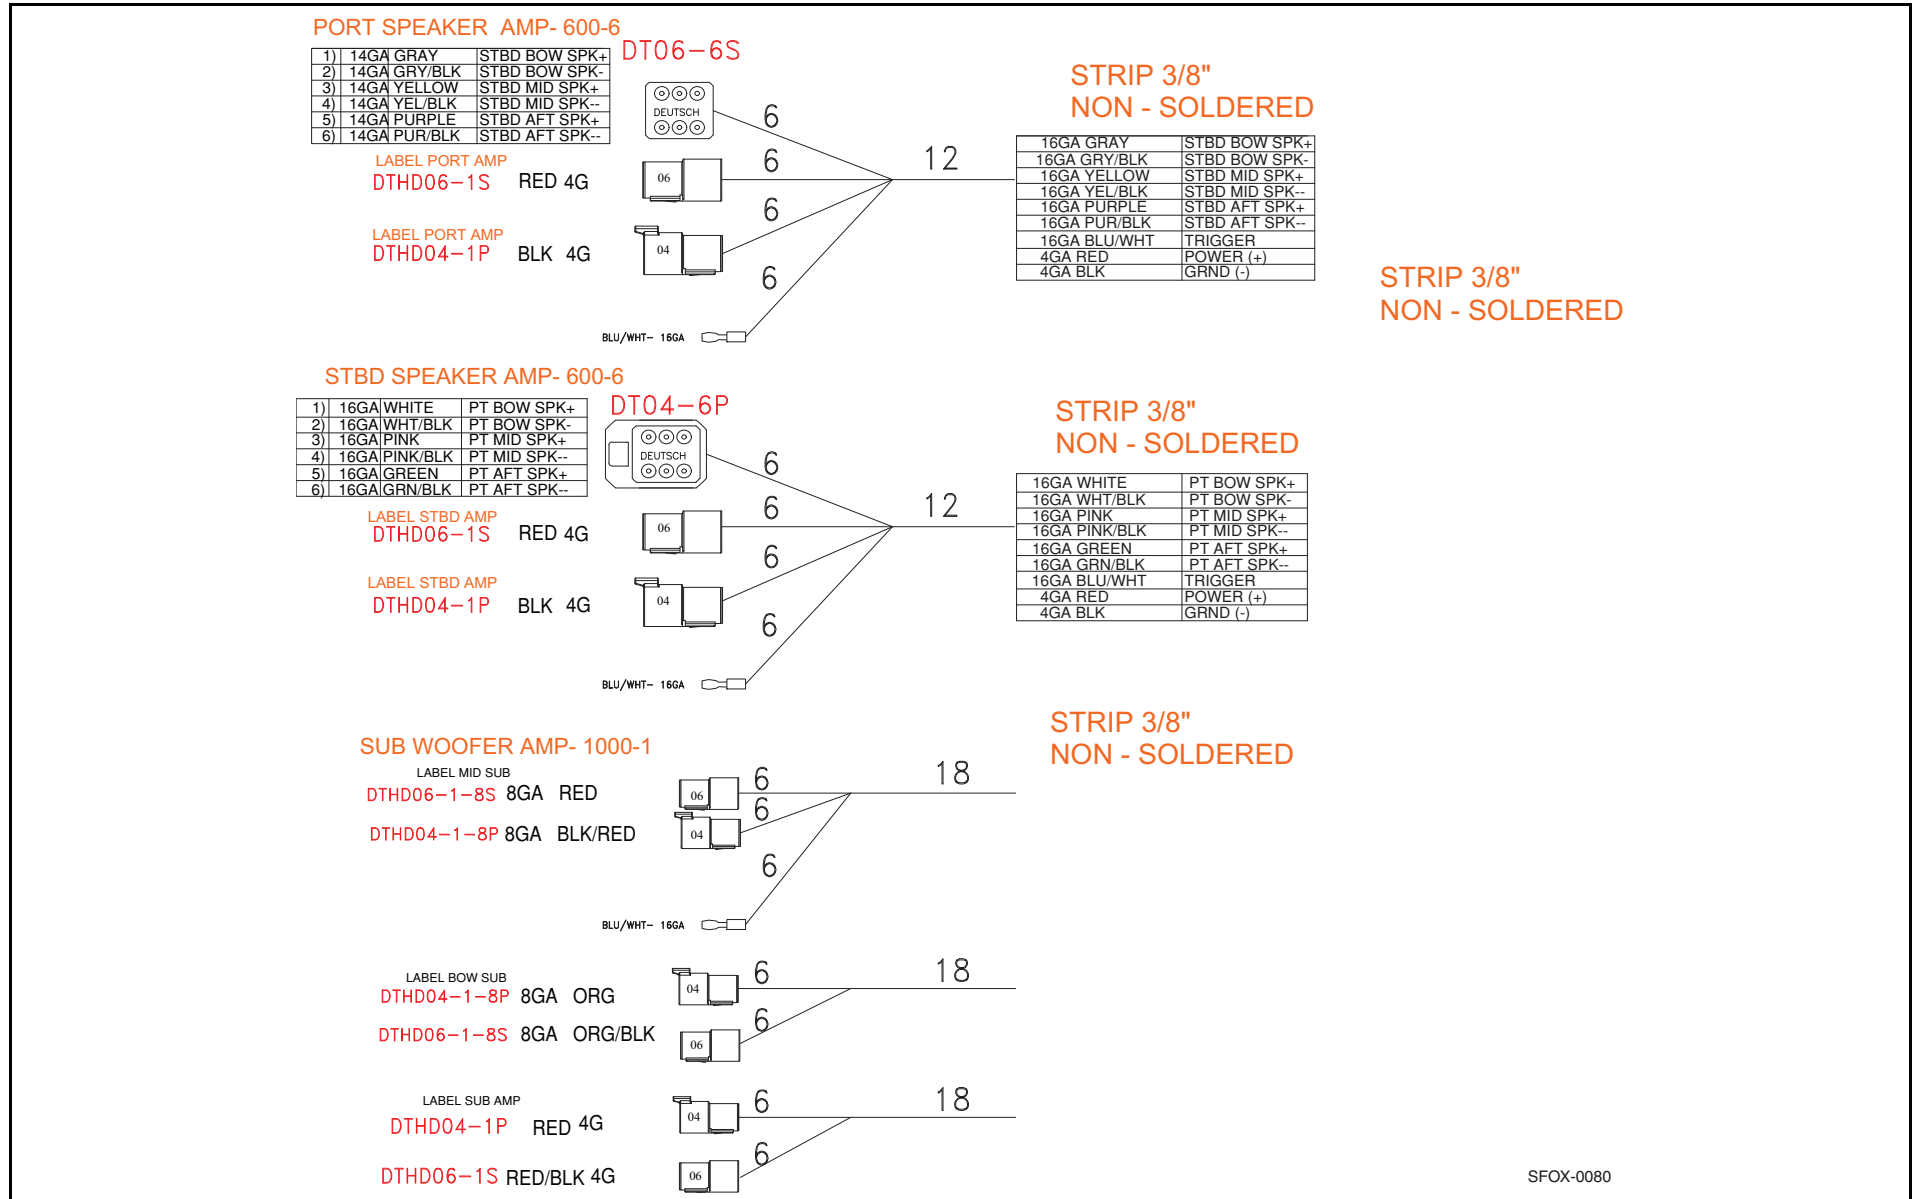 PORT SPEAKER AMP- 600-6
1) 14GA GRAY STBD BOW SPK+
2) 14GA GRY/BLK STBD BOW SPK-
3) 14GA YELLOW STBD MID SPK+
4) 14GA YEL/BLK STBD MID SPK--
5) 14GA PURPLE STBD AFT SPK+
6) 14GA PUR/BLK STBD AFT SPK--
DT06-6S
DEUTSCH
6
LABEL PORT AMP
DTHD06-1S RED 4G
06
6
LABEL PORT AMP
DTHD04-1P BLK 4G
04
6
6
BLU/WHT- 16GA
12
STRIP 3/8"
NON - SOLDERED
16GA GRAY STBD BOW SPK+
16GA GRY/BLK STBD BOW SPK-
16GA YELLOW STBD MID SPK+
16GA YEL/BLK STBD MID SPK--
16GA PURPLE STBD AFT SPK+
16GA PUR/BLK STBD AFT SPK--
16GA BLU/WHT TRIGGER
4GA RED POWER (+)
4GA BLK GRND (-)
STRIP 3/8"
NON - SOLDERED
STBD SPEAKER AMP- 600-6
1) 16GA WHITE PT BOW SPK+
2) 16GA WHT/BLK PT BOW SPK-
3) 16GA PINK PT MID SPK+
4) 16GA PINK/BLK PT MID SPK--
5) 16GA GREEN PT AFT SPK+
6) 16GA GRN/BLK PT AFT SPK--
DT04-6P
DEUTSCH
6
LABEL STBD AMP
DTHD06-1S RED 4G
06
6
LABEL STBD AMP
DTHD04-1P BLK 4G
04
6
6
BLU/WHT- 16GA
12
STRIP 3/8"
NON - SOLDERED
16GA WHITE PT BOW SPK+
16GA WHT/BLK PT BOW SPK-
16GA PINK PT MID SPK+
16GA PINK/BLK PT MID SPK--
16GA GREEN PT AFT SPK+
16GA GRN/BLK PT AFT SPK--
16GA BLU/WHT TRIGGER
4GA RED POWER (+)
4GA BLK GRND (-)
STRIP 3/8"
NON - SOLDERED
SUB WOOFER AMP- 1000-1
LABEL MID SUB
DTHD06-1-8S 8GA RED
06
6
18
DTHD04-1-8P 8GA BLK/RED
04
6
6
BLU/WHT- 16GA
LABEL BOW SUB
DTHD04-1-8P 8GA ORG
04
6
18
DTHD06-1-8S 8GA ORG/BLK
06
6
LABEL SUB AMP
DTHD04-1P RED 4G
04
6
18
DTHD06-1S RED/BLK 4G
06
6
SFOX-0080